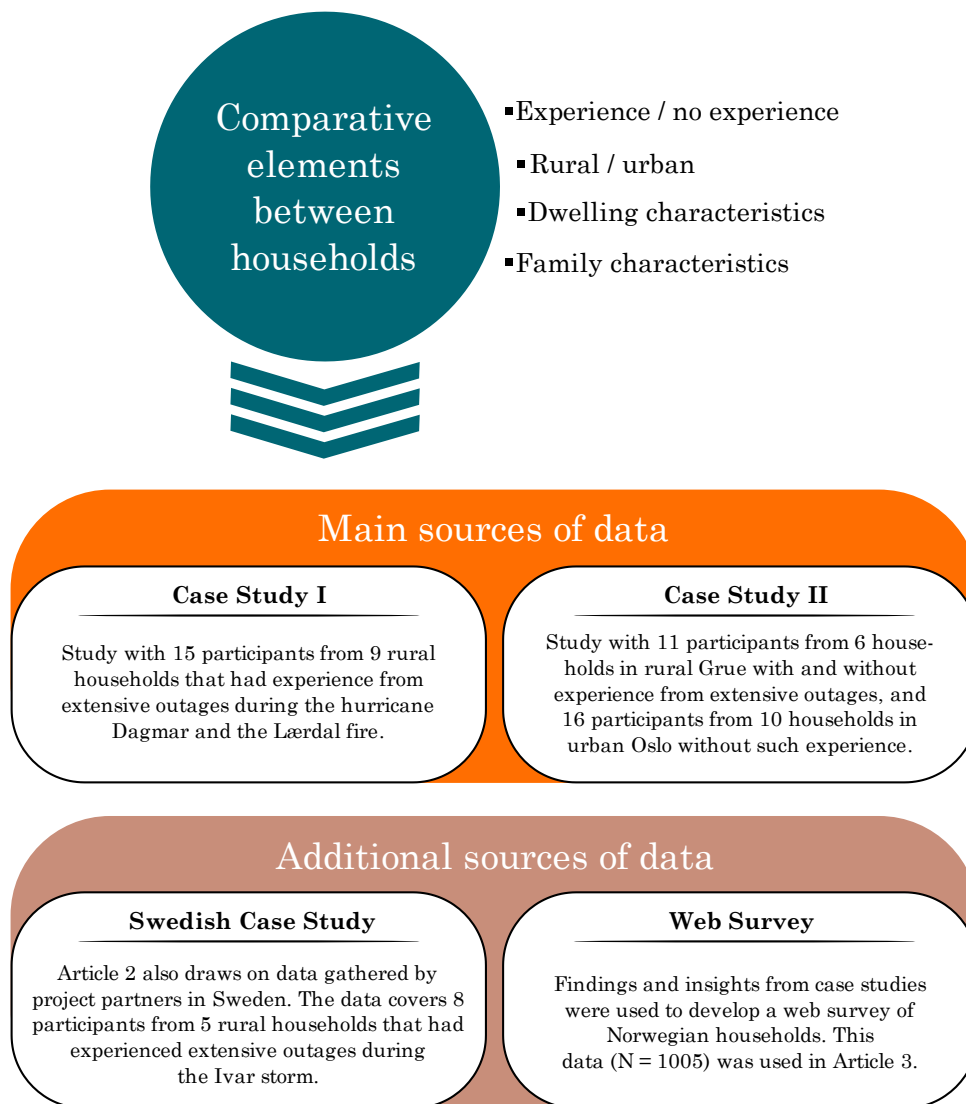 Comparative
elements
between
households
▪Experience / no experience
▪Rural / urban
▪Dwelling characteristics
▪Family characteristics
Main sources of data
Case Study I
Study with 15 participants from 9 rural
households that had experience from
extensive outages during the hurricane
Dagmar and the Lærdal fire.
Case Study II
Study with 11 participants from 6 house-
holds in rural Grue with and without
experience from extensive outages, and
16 participants from 10 households in
urban Oslo without such experience.
Additional sources of data
Swedish Case Study
Article 2 also draws on data gathered by
project partners in Sweden. The data covers 8
participants from 5 rural households that had
experienced extensive outages during
the Ivar storm.
Web Survey
Findings and insights from case studies
were used to develop a web survey of
Norwegian households. This
data (N = 1005) was used in Article 3.